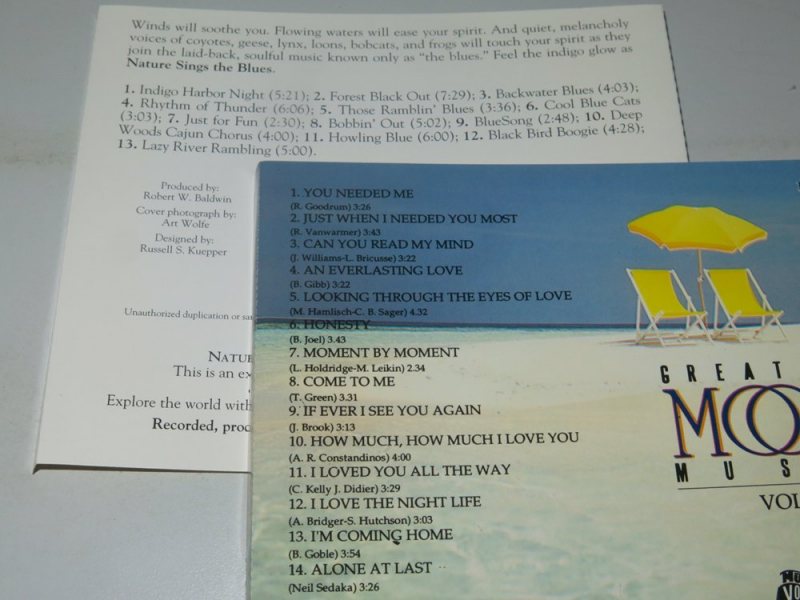 Winds will soothe you. Flowing waters will ease your spirit. And quiet, melancholy
voices of coyotes, geese, lynx, loons, bobcats, and frogs will touch your spirit as they
join the laid-back, soulful music known only as "the blues." Feel the indigo glow as
Nature Sings the Blues.
1. Indigo Harbor Night (5:21); 2. Forest Black Out (7:29); 3. Backwater Blues (4:03);
4. Rhythm of Thunder (6:06); 5. Those Ramblin' Blues (3:36); 6. Cool Blue Cats
(3:03); 7. Just for Fun (2:30); 8. Bobbin' Out (5:02); 9. BlueSong (2:48); 10. Deep
Woods Cajun Chorus (4:00); 11. Howling Blue (6:00); 12. Black Bird Boogie (4:28);
13. Lazy River Rambling (5:00).
Produced by:
Robert W. Baldwin
Cover photograph by:
Art Wolfe
Designed by:
Russell S. Kuepper
Unauthorized duplication or
NATU
This is an
Explore the world with
Recorded,
1. YOU NEEDED ME
(R. Goodrum) 3:26
2. JUST WHEN I NEEDED YOU MOST
(R. Vanwarmer) 3:43
3. CAN YOU READ MY MIND
(J. Williams-L. Bricusse) 3:22
4. AN EVERLASTING LOVE
(B. Gibb) 3:22
5. LOOKING THROUGH THE EYES OF LOVE
(M. Hamlisch-C. B. Sager) 4.32
6. HONESTY
(B. Joel) 3.43
7. MOMENT BY MOMENT
(L. Holdridge-M. Leikin) 2.34
8. COME TO ME
(T. Green) 3.31
9. IF EVER I SEE YOU AGAIN
(J. Brook) 3:13
10. HOW MUCH, HOW MUCH I LOVE YOU
(A. R. Constandinos) 4:00
11. I LOVED YOU ALL THE WAY
(C. Kelly J. Didier) 3:29
12. I LOVE THE NIGHT LIFE
(A. Bridger-S. Hutchson) 3:03
13. I'M COMING HOME
(B. Goble) 3:54
14. ALONE AT LAST
(Neil Sedaka) 3:26
GREAT
MOO
MUS
VOL